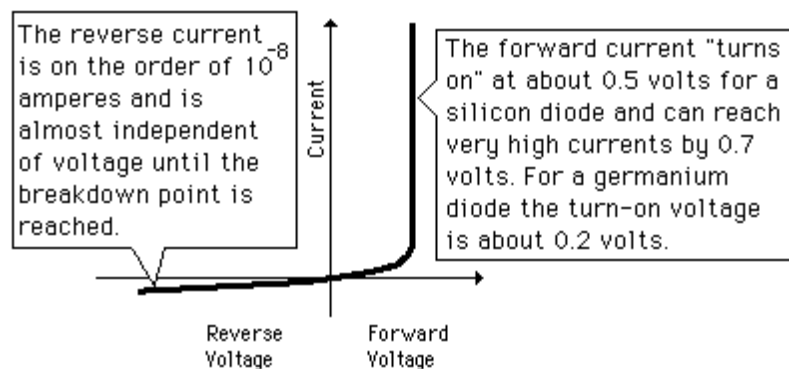 The reverse current
is on the order of 10⁻⁸
amperes and is
almost independent
of voltage until the
breakdown point is
reached.
Current
The forward current "turns
on" at about 0.5 volts for a
silicon diode and can reach
very high currents by 0.7
volts. For a germanium
diode the turn-on voltage
is about 0.2 volts.
Reverse
Voltage
Forward
Voltage